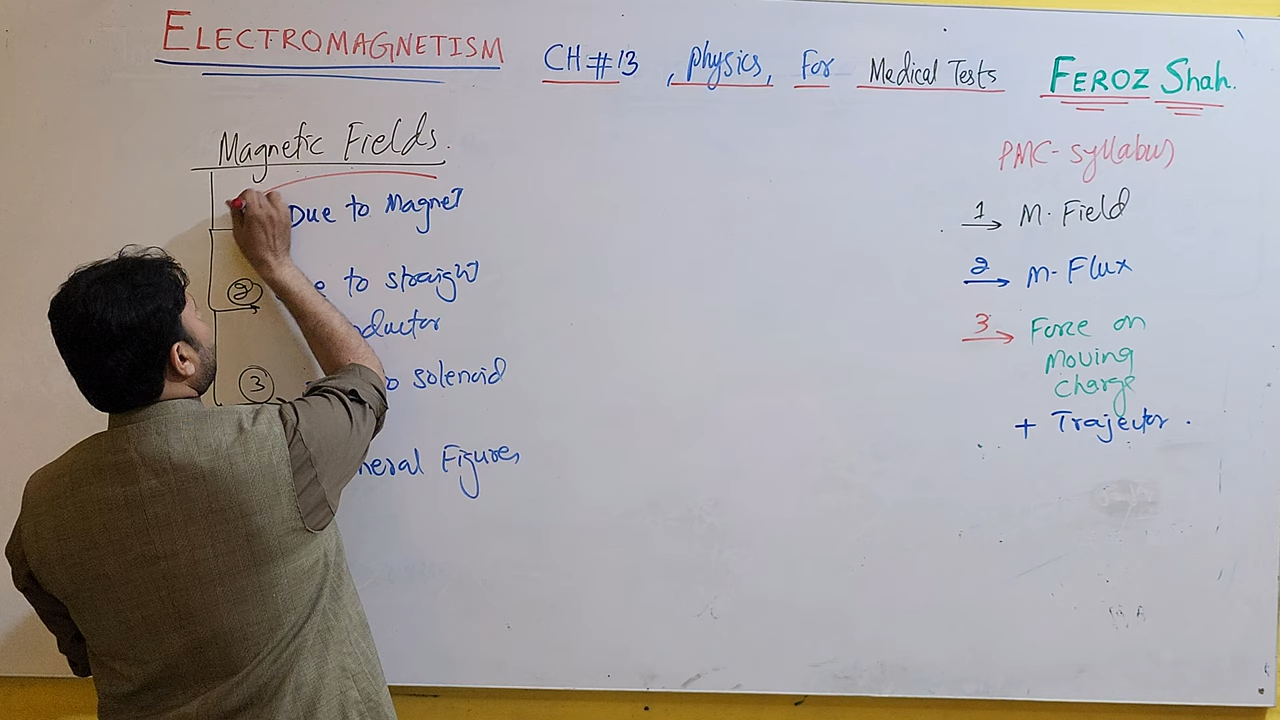 ELECTROMAGNETISM CH#13, physics, For Medical Tests FEROZ Shah.
Magnetic Fields.
Due to Magnet
② to straight
③ solenoid
Figures
PMC-syllabus
1 M. Field
2 M-Flux
3 Force on
Moving
charge
+ Trajector.